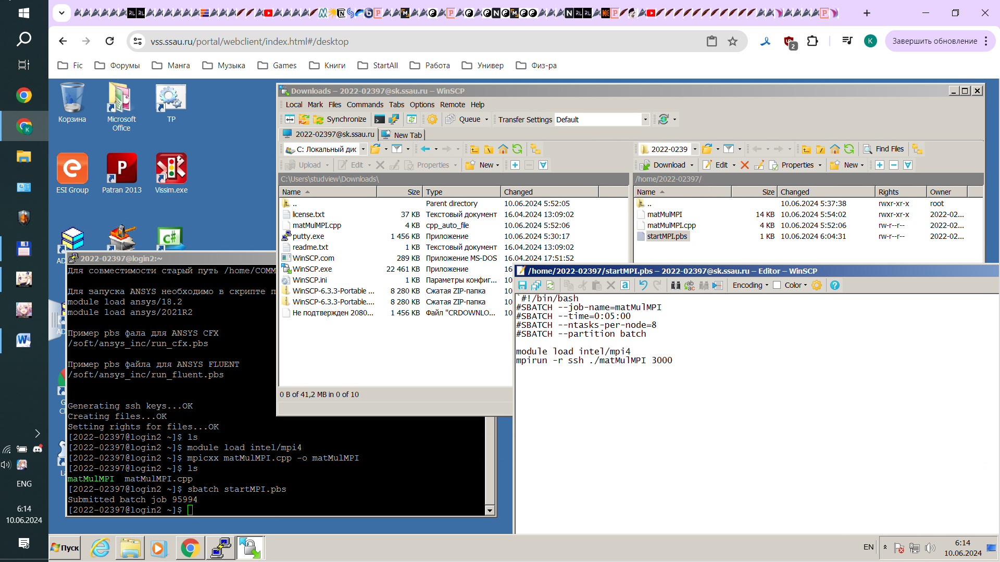 vss.ssau.ru/portal/webclient/index.html#/desktop
2
K
Завершить обновление
Fic
Форумы
Манга
Музыка
Games
Книги
StartAll
Работа
Универ
Физ-ра
Корзина
Microsoft Office
TP
ESI Group
Patran 2013
Vissim.exe
Downloads – 2022-02397@sk.ssau.ru – WinSCP
Local Mark Files Commands Tabs Options Remote Help
Synchronize
Queue
Transfer Settings Default
2022-02397@sk.ssau.ru
New Tab
C: Локальный дис
2022-0239
Find Files
Upload
Edit
Properties
New
Download
Edit
Properties
New
C:\Users\studview\Downloads\
/home/2022-02397/
Name Size Type Changed
.. Parent directory 10.06.2024 5:52:05
license.txt 37 KB Текстовый документ 16.04.2024 13:09:02
matMulMPI.cpp 4 KB cpp_auto_file 10.06.2024 5:52:06
putty.exe 1 456 KB Приложение 10.06.2024 5:30:17
readme.txt 1 KB Текстовый документ 16.04.2024 13:09:02
WinSCP.com 289 KB Приложение MS-DOS 16.04.2024 17:51:52
WinSCP.exe 22 461 KB Приложение 16
WinSCP.ini 1 KB Параметры конфиг... 10
WinSCP-6.3.3-Portable ... 8 280 KB Сжатая ZIP-папка 10
WinSCP-6.3.3-Portable.... 8 280 KB Сжатая ZIP-папка 10
Не подтвержден 2080... 1 456 KB Файл "CRDOWNLO... 10
0 B of 41,2 MB in 0 of 10
Name Size Changed Rights Owner
.. 10.06.2024 5:37:38 rwxr-xr-x root
matMulMPI 14 KB 10.06.2024 5:54:02 rwxr-xr-x 2022-02...
matMulMPI.cpp 4 KB 10.06.2024 5:52:06 rw-r--r-- 2022-02...
startMPI.pbs 1 KB 10.06.2024 6:04:31 rw-r--r-- 2022-02...
/home/2022-02397/startMPI.pbs – 2022-02397@sk.ssau.ru – Editor – WinSCP
Encoding
Color
`#!/bin/bash
#SBATCH --job-name=matMulMPI
#SBATCH --time=0:05:00
#SBATCH --ntasks-per-node=8
#SBATCH --partition batch
module load intel/mpi4
mpirun -r ssh ./matMulMPI 3000
2022-02397@login2:~
Для совместимости старый путь /home/COMM
Для запуска ANSYS необходимо в скрипте п
module load ansys/18.2
module load ansys/2021R2
Пример pbs фала для ANSYS CFX
/soft/ansys_inc/run_cfx.pbs
Пример pbs файла для ANSYS FLUENT
/soft/ansys_inc/run_fluent.pbs
Generating ssh keys...OK
Creating files...OK
Setting rights for files...OK
[2022-02397@login2 ~]$ ls
[2022-02397@login2 ~]$ module load intel/mpi4
[2022-02397@login2 ~]$ mpicxx matMulMPI.cpp -o matMulMPI
[2022-02397@login2 ~]$ ls
matMulMPI matMulMPI.cpp
[2022-02397@login2 ~]$ sbatch startMPI.pbs
Submitted batch job 95994
[2022-02397@login2 ~]$
ENG
6:14
10.06.2024
Пуск
EN
6:14
10.06.2024